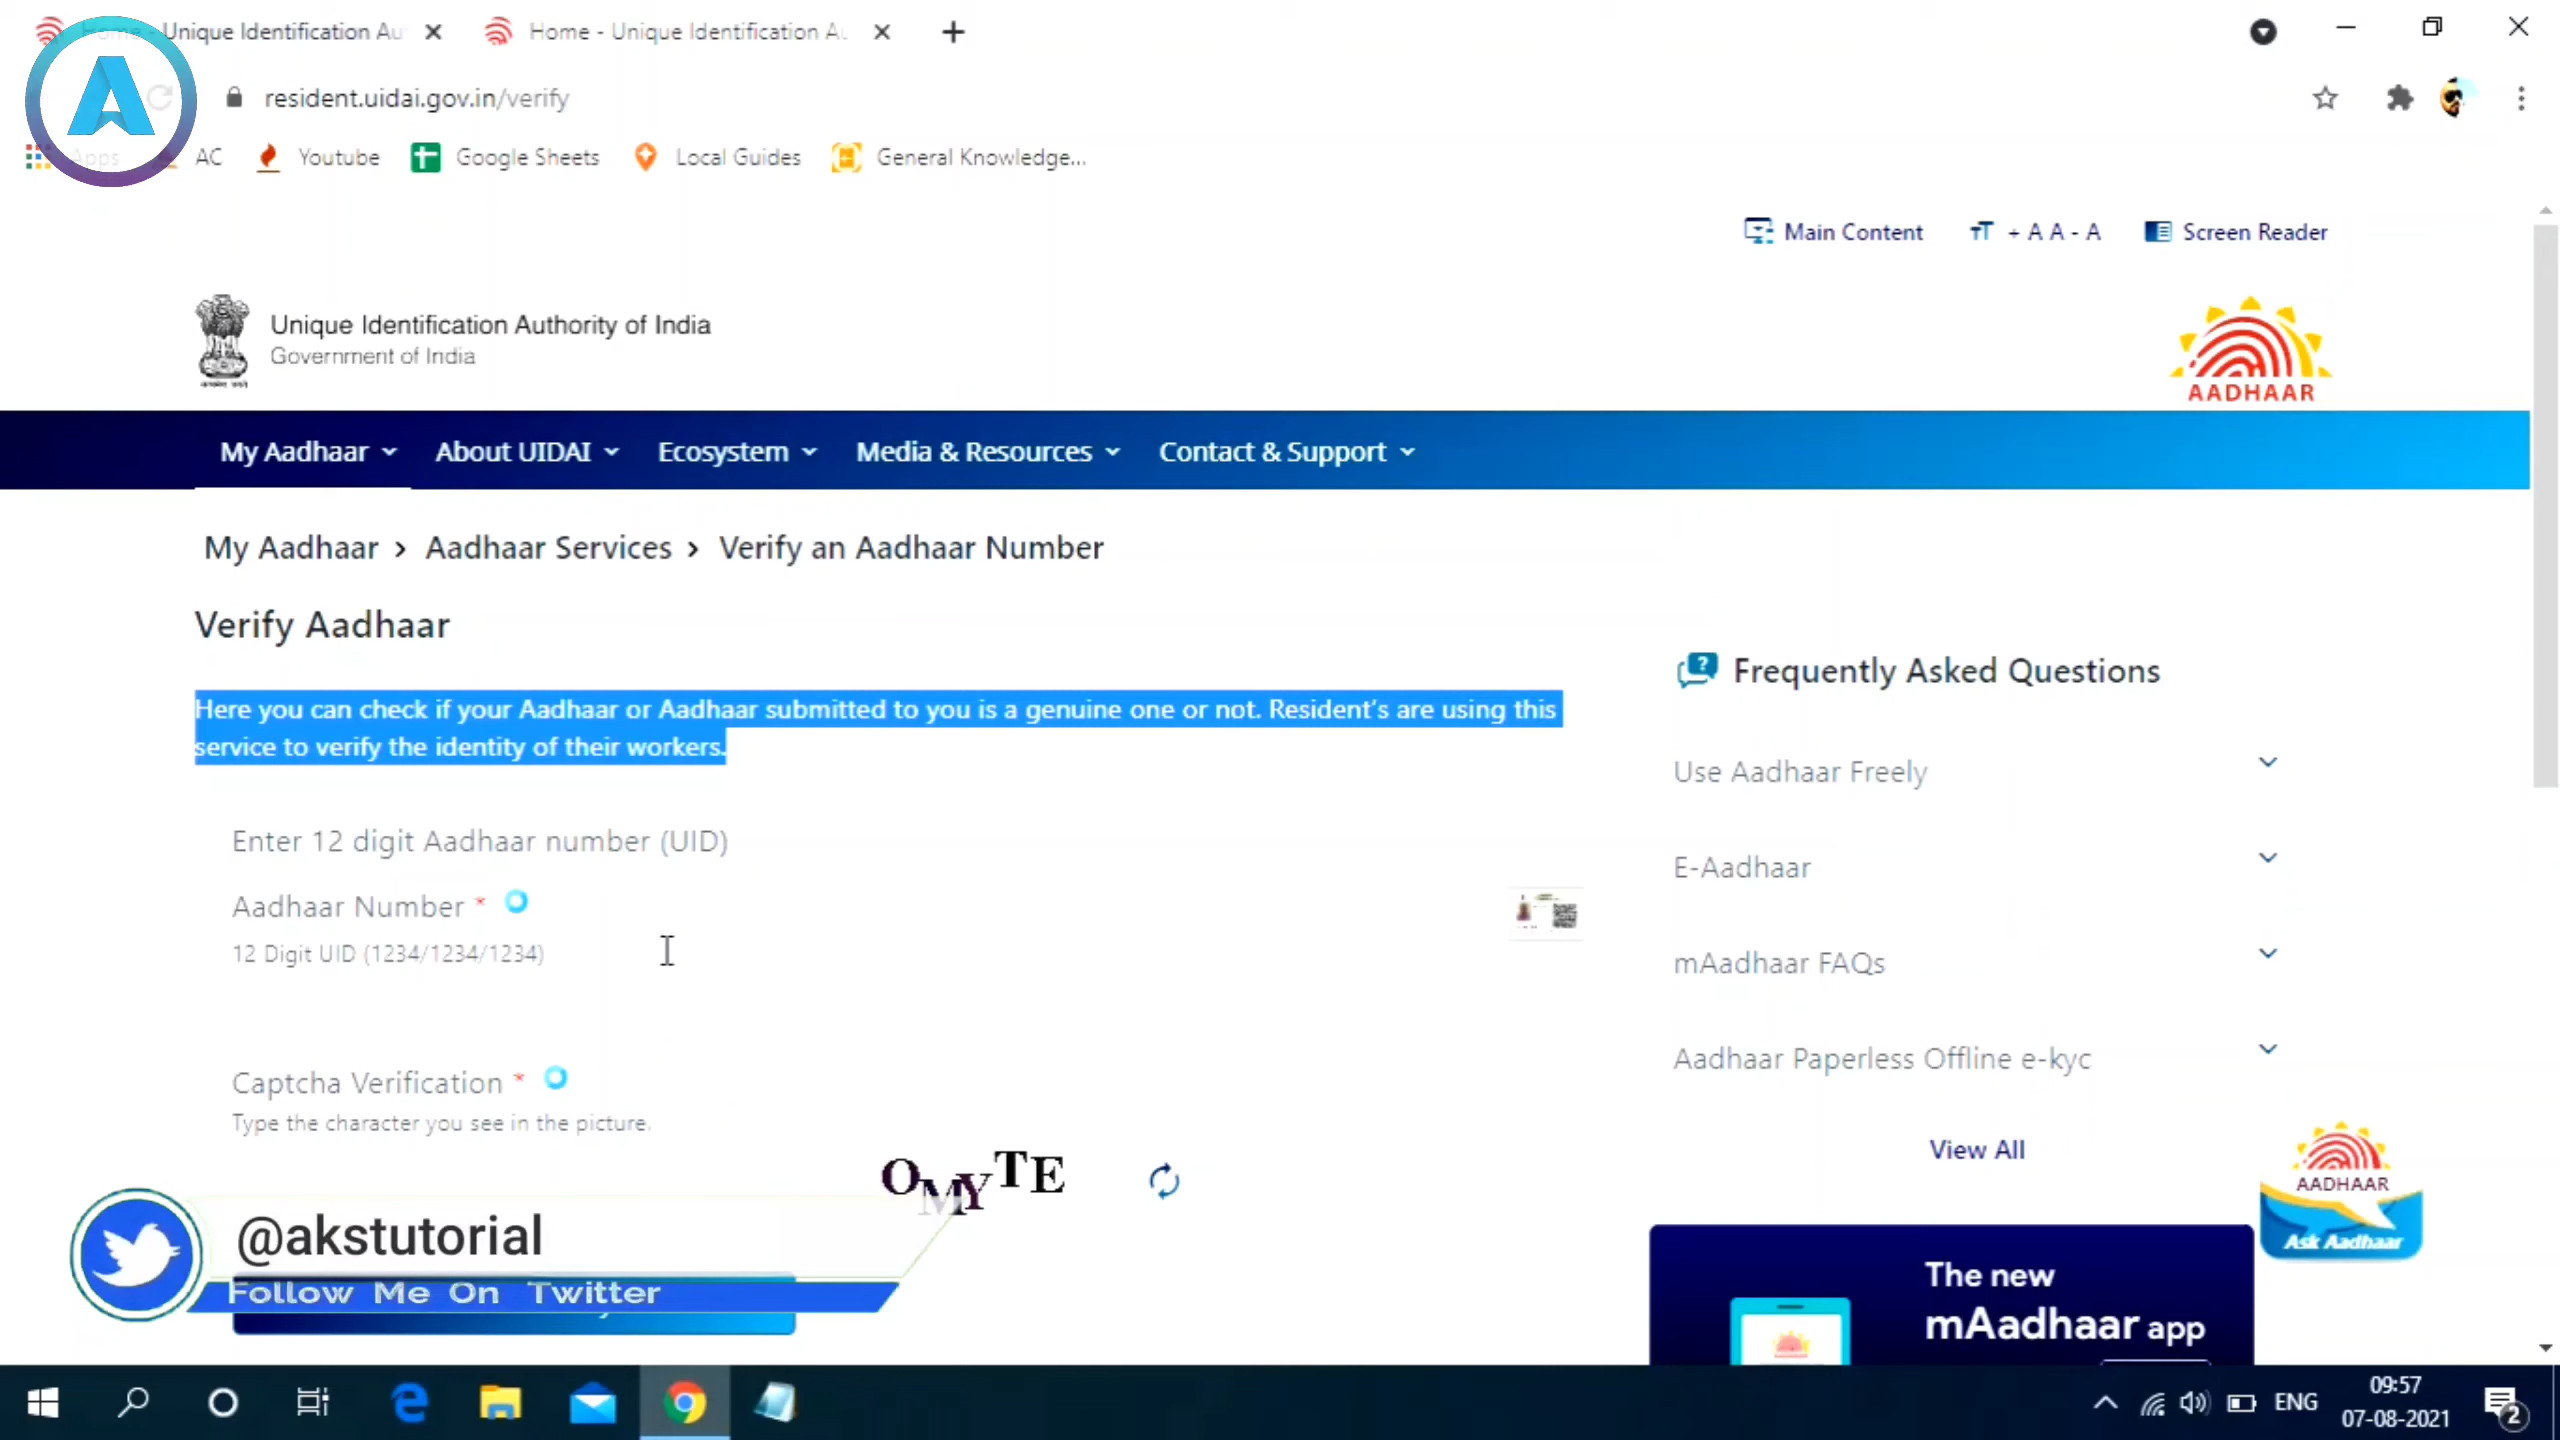 Home - Unique Identification Au
Home - Unique Identification Au
resident.uidai.gov.in/verify
Apps
AC
Youtube
Google Sheets
Local Guides
General Knowledge...
Main Content
+ A A - A
Screen Reader
Unique Identification Authority of India
Government of India
AADHAAR
My Aadhaar
About UIDAI
Ecosystem
Media & Resources
Contact & Support
My Aadhaar > Aadhaar Services > Verify an Aadhaar Number
Verify Aadhaar
Here you can check if your Aadhaar or Aadhaar submitted to you is a genuine one or not. Resident's are using this
service to verify the identity of their workers.
Enter 12 digit Aadhaar number (UID)
Aadhaar Number *
12 Digit UID (1234/1234/1234)
Captcha Verification *
Type the character you see in the picture.
OMYTE
@akstutorial
Follow Me On Twitter
Frequently Asked Questions
Use Aadhaar Freely
E-Aadhaar
mAadhaar FAQs
Aadhaar Paperless Offline e-kyc
View All
AADHAAR
Ask Aadhaar
The new
mAadhaar app
ENG
09:57
07-08-2021
2